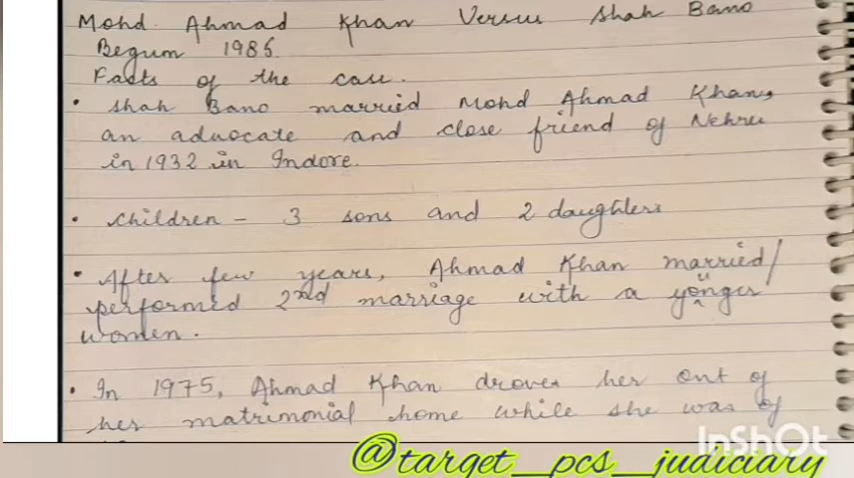 Mohd. Ahmad Khan Versus Shah Bano
Begum 1985
Facts of the case.
• Shah Bano married Mohd Ahmad Khan,
an advocate and close friend of Nehru
in 1932 in Indore.
• Children - 3 sons and 2 daughters
• After few years, Ahmad Khan married/
performed 2nd marriage with a younger
women.
• In 1975, Ahmad Khan drove her out of
her matrimonial home while she was of
InShOt
@target_pcs_judiciary